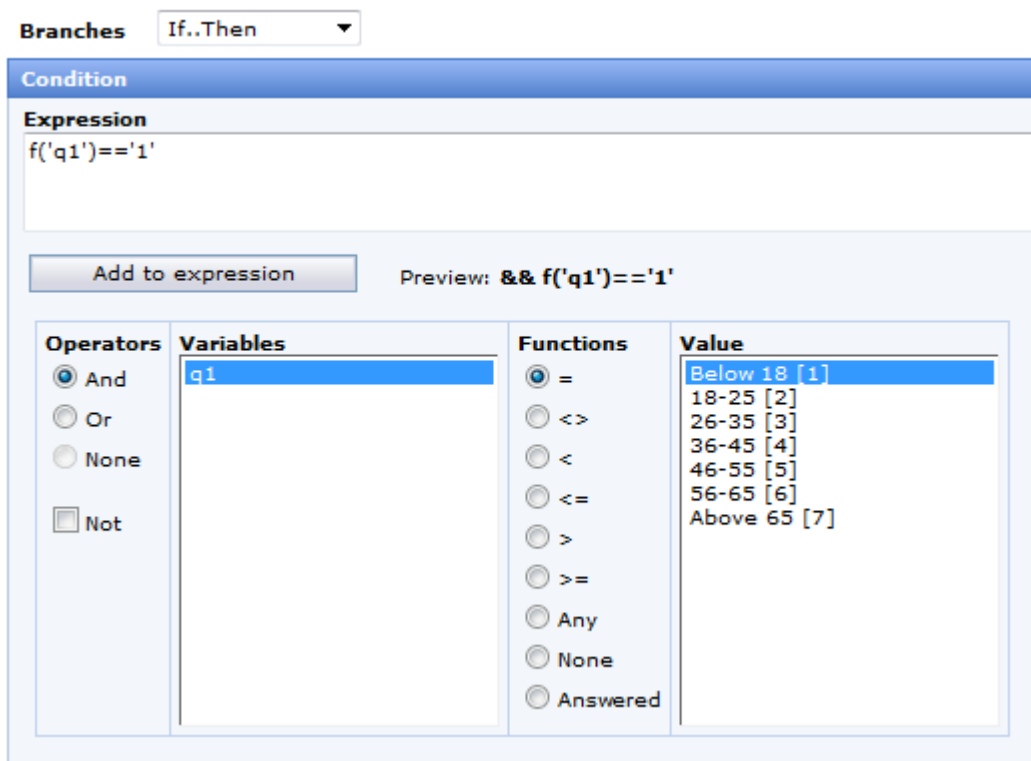 Branches If..Then
Condition
Expression
f('q1')=='1'
Add to expression Preview: && f('q1')=='1'
Operators Variables Functions Value
And q1 = Below 18 [1]
18-25 [2]
Or <> 26-35 [3]
36-45 [4]
None < 46-55 [5]
<= 56-65 [6]
Not Above 65 [7]
>
>=
Any
None
Answered